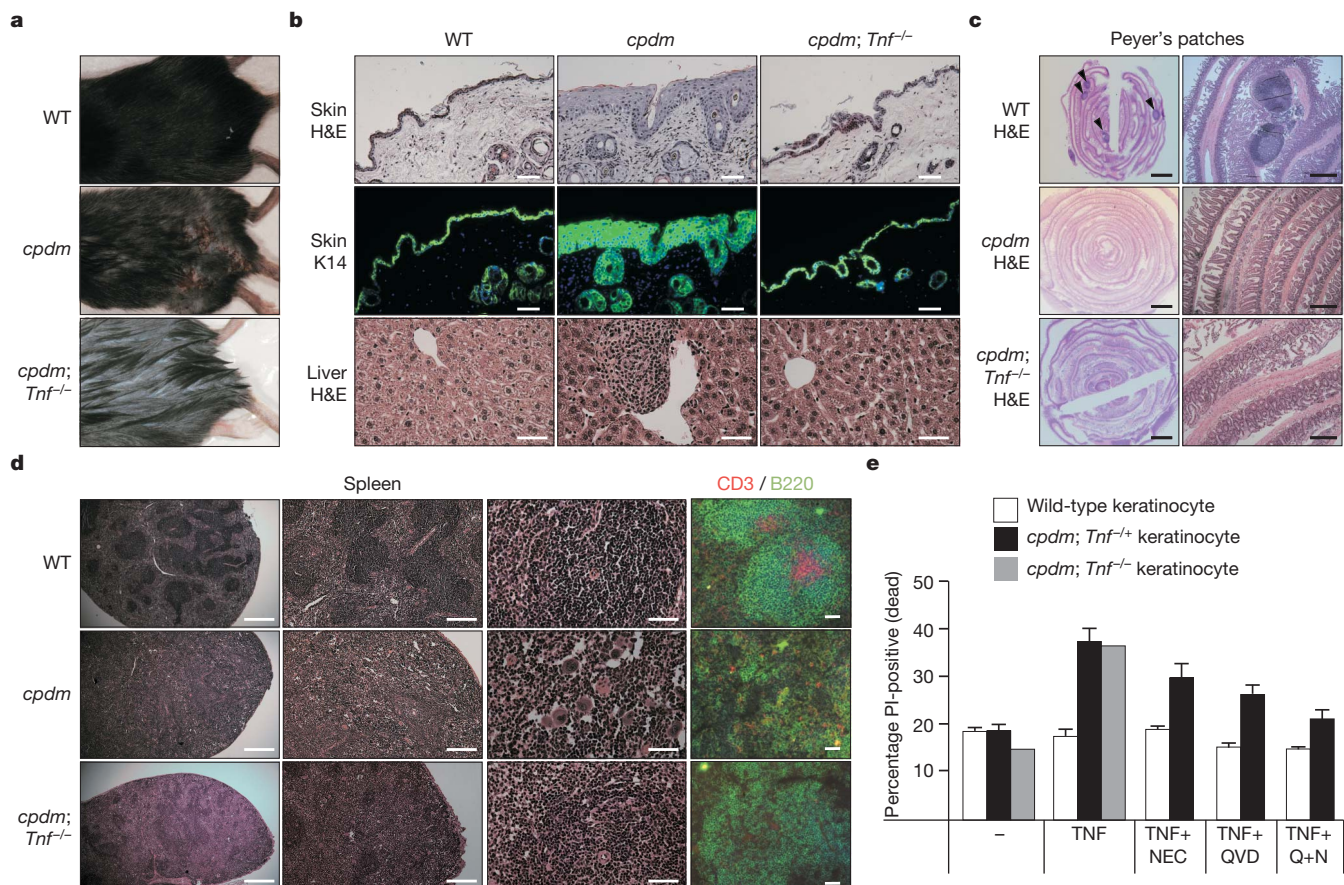 a
WT
cpdm
cpdm;
Tnf–/–
b
WT
cpdm
cpdm; Tnf–/–
Skin
H&E
Skin
K14
Liver
H&E
c
Peyer's patches
WT
H&E
cpdm
H&E
cpdm;
Tnf–/–
H&E
d
Spleen
CD3 / B220
WT
cpdm
cpdm;
Tnf–/–
e
Wild-type keratinocyte
cpdm; Tnf–/+ keratinocyte
cpdm; Tnf–/– keratinocyte
Percentage PI-positive (dead)
50
40
30
20
10
–
TNF
TNF+
NEC
TNF+
QVD
TNF+
Q+N